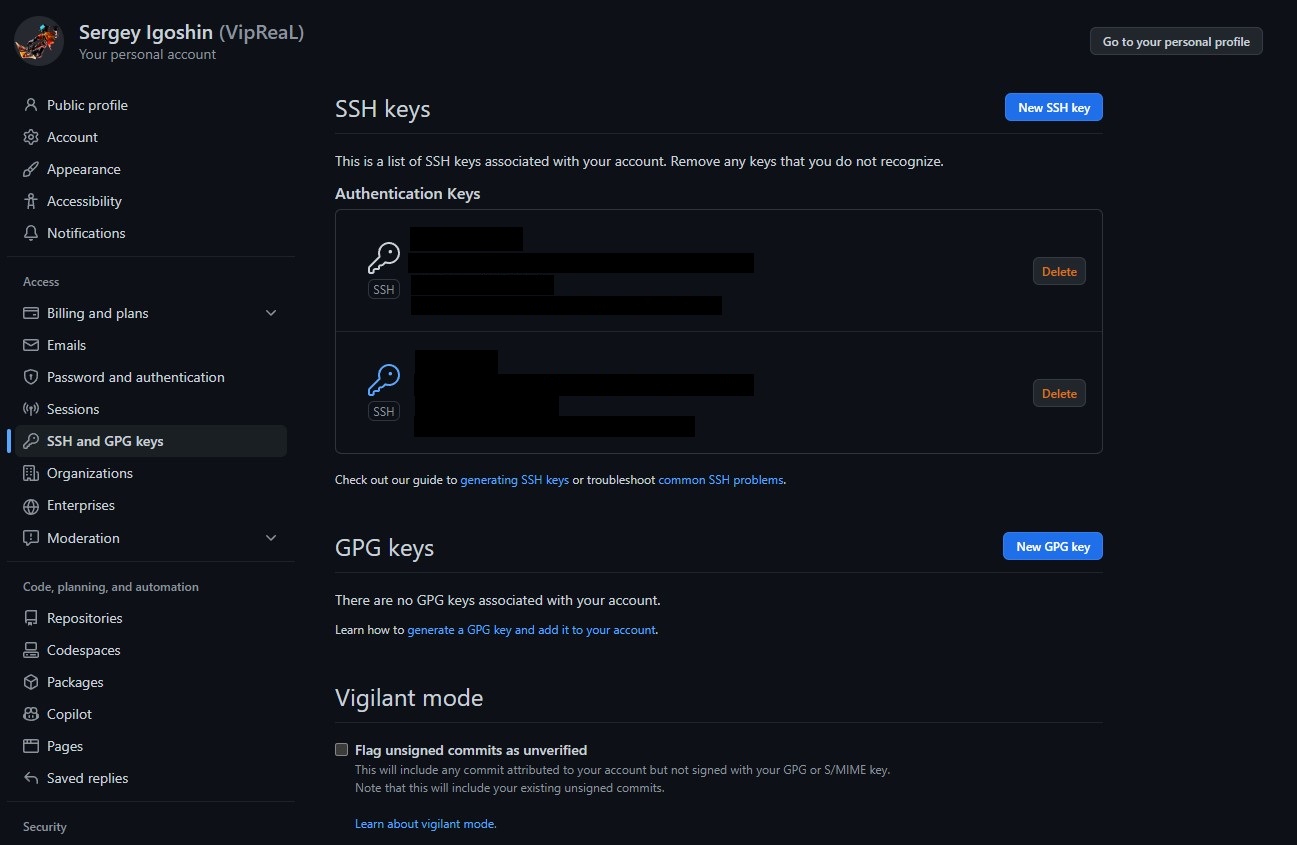 Sergey Igoshin (VipReaL)
Your personal account
Go to your personal profile
Public profile
Account
Appearance
Accessibility
Notifications
Access
Billing and plans
Emails
Password and authentication
Sessions
SSH and GPG keys
Organizations
Enterprises
Moderation
Code, planning, and automation
Repositories
Codespaces
Packages
Copilot
Pages
Saved replies
Security
SSH keys
New SSH key
This is a list of SSH keys associated with your account. Remove any keys that you do not recognize.
Authentication Keys
SSH
Delete
SSH
Delete
Check out our guide to generating SSH keys or troubleshoot common SSH problems.
GPG keys
New GPG key
There are no GPG keys associated with your account.
Learn how to generate a GPG key and add it to your account.
Vigilant mode
Flag unsigned commits as unverified
This will include any commit attributed to your account but not signed with your GPG or S/MIME key.
Note that this will include your existing unsigned commits.
Learn about vigilant mode.